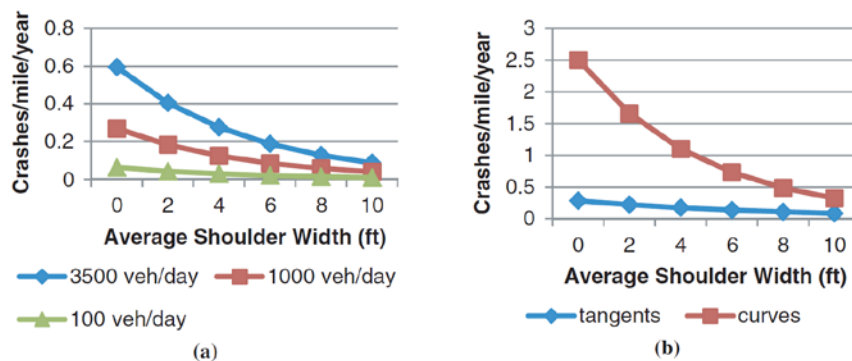 Crashes/mile/year
0.8
0.6
0.4
0.2
0
0 2 4 6 8 10
Average Shoulder Width (ft)
3500 veh/day 1000 veh/day
100 veh/day
(a)
Crashes/mile/year
3
2.5
2
1.5
1
0.5
0
0 2 4 6 8 10
Average Shoulder Width (ft)
tangents curves
(b)